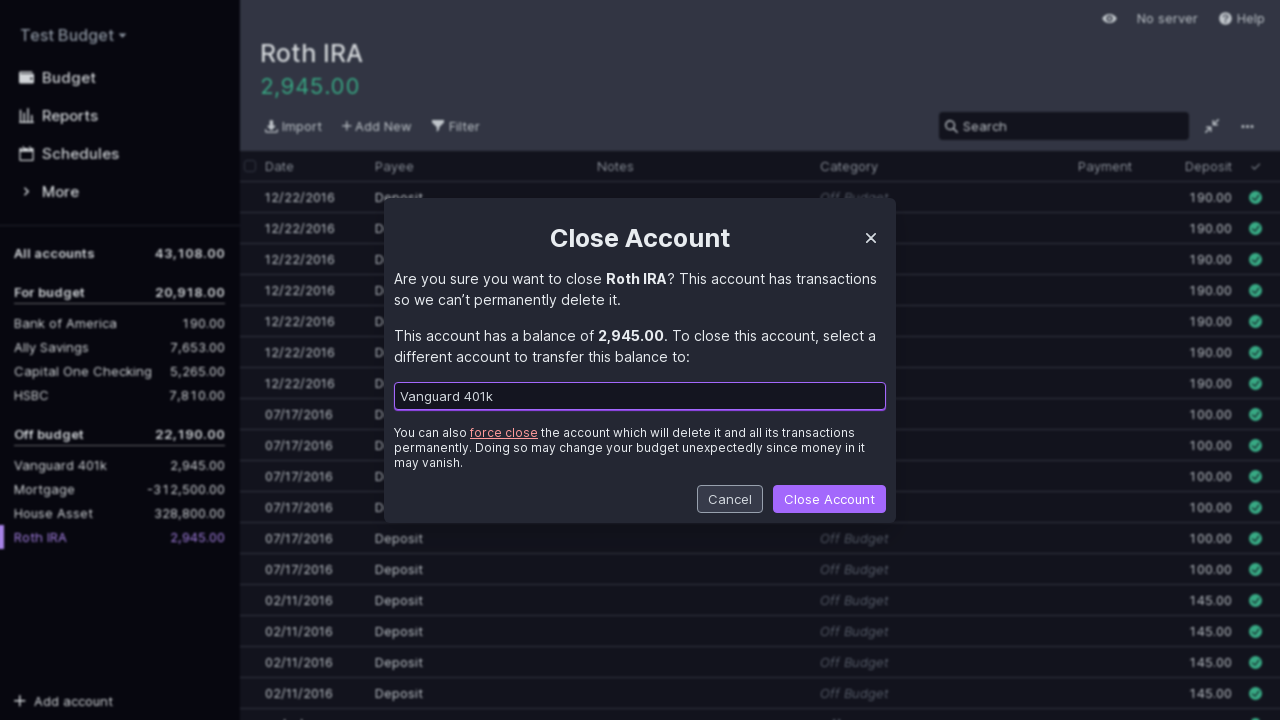 Test Budget
Budget
Reports
Schedules
More
All accounts 43,108.00
For budget 20,918.00
Bank of America 190.00
Ally Savings 7,653.00
Capital One Checking 5,265.00
HSBC 7,810.00
Off budget 22,190.00
Vanguard 401k 2,945.00
Mortgage -312,500.00
House Asset 328,800.00
Roth IRA 2,945.00
Add account
No server Help
Roth IRA
2,945.00
Import Add New Filter Search
Date Payee Notes Category Payment Deposit
12/22/2016 Deposit Off Budget 190.00
12/22/2016 D 190.00
12/22/2016 D 190.00
12/22/2016 D 190.00
12/22/2016 D 190.00
12/22/2016 D 190.00
12/22/2016 D 190.00
07/17/2016 D 100.00
07/17/2016 D 100.00
07/17/2016 D 100.00
07/17/2016 D 100.00
07/17/2016 Deposit Off Budget 100.00
07/17/2016 Deposit Off Budget 100.00
02/11/2016 Deposit Off Budget 145.00
02/11/2016 Deposit Off Budget 145.00
02/11/2016 Deposit Off Budget 145.00
02/11/2016 Deposit Off Budget 145.00
Close Account
Are you sure you want to close Roth IRA? This account has transactions
so we can’t permanently delete it.
This account has a balance of 2,945.00. To close this account, select a
different account to transfer this balance to:
Vanguard 401k
You can also force close the account which will delete it and all its transactions
permanently. Doing so may change your budget unexpectedly since money in it
may vanish.
Cancel Close Account